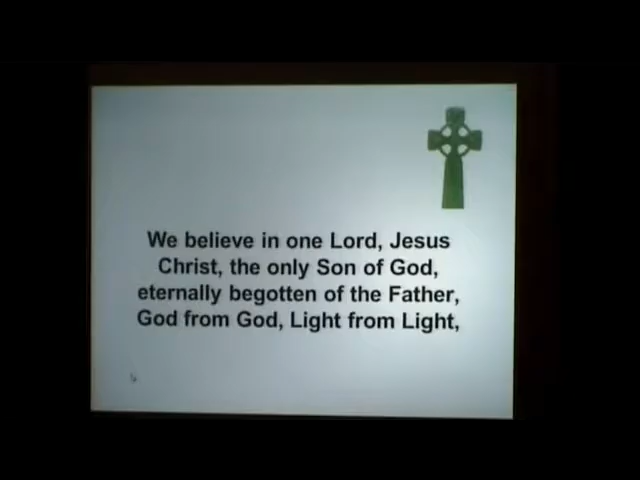 We believe in one Lord, Jesus
Christ, the only Son of God,
eternally begotten of the Father,
God from God, Light from Light,